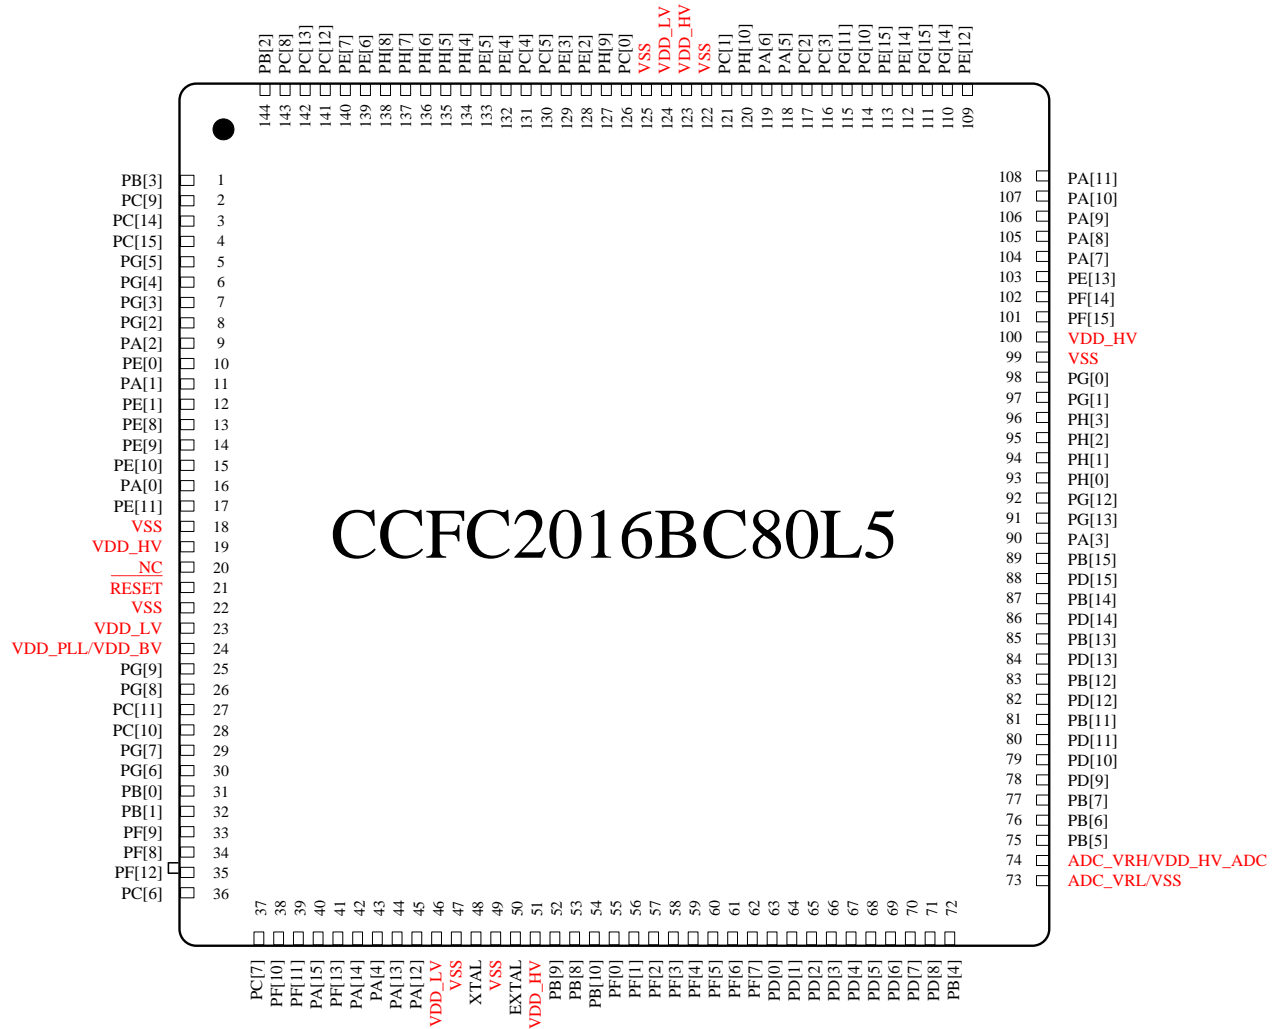 PB[2] PC[8] PC[13] PC[12] PE[7] PE[6] PH[8] PH[7] PH[6] PH[5] PH[4] PE[5] PE[4] PC[4] PC[5] PE[3] PE[2] PH[9] PC[0] VSS VDD_LV VDD_HV VSS PC[1] PH[10] PA[6] PA[5] PC[2] PC[3] PG[11] PG[10] PE[15] PE[14] PG[15] PG[14] PE[12]
144 143 142 141 140 139 138 137 136 135 134 133 132 131 130 129 128 127 126 125 124 123 122 121 120 119 118 117 116 115 114 113 112 111 110 109
PB[3] 1
PC[9] 2
PC[14] 3
PC[15] 4
PG[5] 5
PG[4] 6
PG[3] 7
PG[2] 8
PA[2] 9
PE[0] 10
PA[1] 11
PE[1] 12
PE[8] 13
PE[9] 14
PE[10] 15
PA[0] 16
PE[11] 17
VSS 18
VDD_HV 19
NC 20
RESET 21
VSS 22
VDD_LV 23
VDD_PLL/VDD_BV 24
PG[9] 25
PG[8] 26
PC[11] 27
PC[10] 28
PG[7] 29
PG[6] 30
PB[0] 31
PB[1] 32
PF[9] 33
PF[8] 34
PF[12] 35
PC[6] 36
CCFC2016BC80L5
108 PA[11]
107 PA[10]
106 PA[9]
105 PA[8]
104 PA[7]
103 PE[13]
102 PF[14]
101 PF[15]
100 VDD_HV
99 VSS
98 PG[0]
97 PG[1]
96 PH[3]
95 PH[2]
94 PH[1]
93 PH[0]
92 PG[12]
91 PG[13]
90 PA[3]
89 PB[15]
88 PD[15]
87 PB[14]
86 PD[14]
85 PB[13]
84 PD[13]
83 PB[12]
82 PD[12]
81 PB[11]
80 PD[11]
79 PD[10]
78 PD[9]
77 PB[7]
76 PB[6]
75 PB[5]
74 ADC_VRH/VDD_HV_ADC
73 ADC_VRL/VSS
37 38 39 40 41 42 43 44 45 46 47 48 49 50 51 52 53 54 55 56 57 58 59 60 61 62 63 64 65 66 67 68 69 70 71 72
PC[7] PF[10] PF[11] PA[15] PF[13] PA[14] PA[4] PA[13] PA[12] VDD_LV VSS XTAL VSS EXTAL VDD_HV PB[9] PB[8] PB[10] PF[0] PF[1] PF[2] PF[3] PF[4] PF[5] PF[6] PF[7] PD[0] PD[1] PD[2] PD[3] PD[4] PD[5] PD[6] PD[7] PD[8] PB[4]